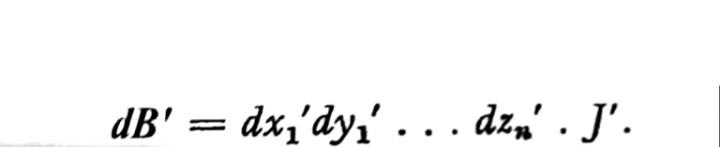 dB' = dx₁'dy₁' . . . dzₙ' . J'.